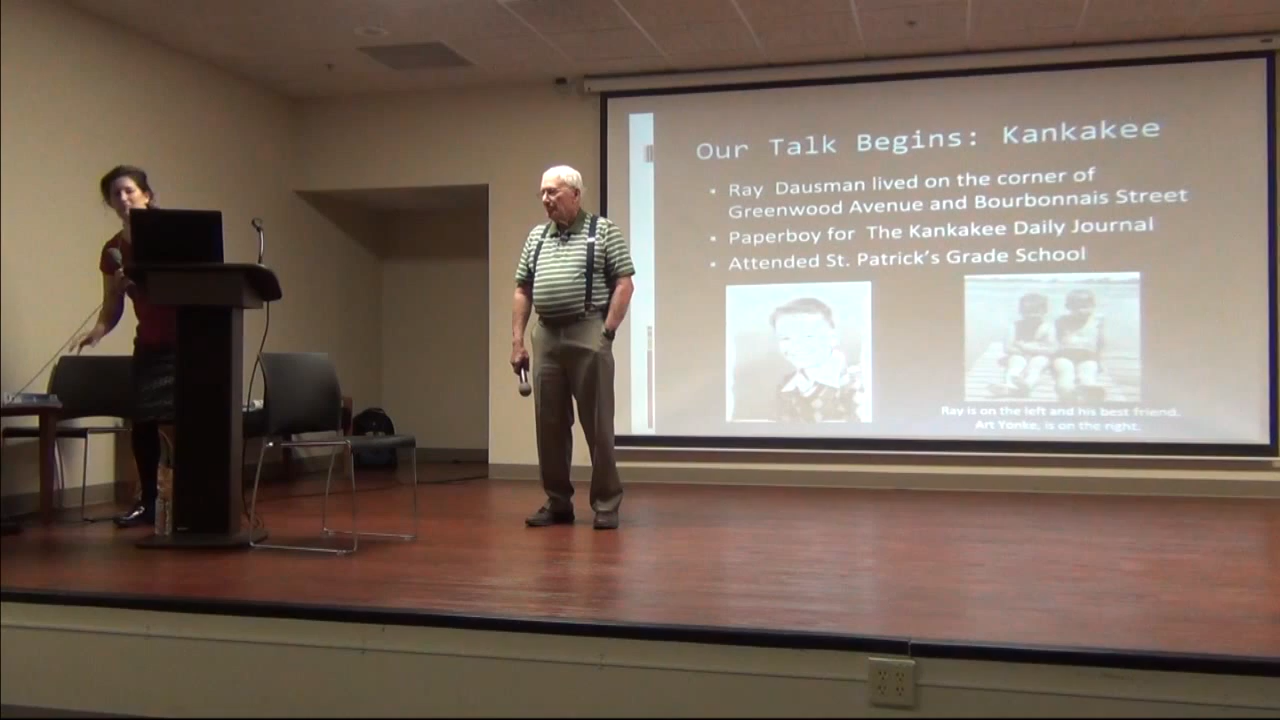 Our Talk Begins: Kankakee
• Ray Dausman lived on the corner of
Greenwood Avenue and Bourbonnais Street
• Paperboy for The Kankakee Daily Journal
• Attended St. Patrick's Grade School
Ray is on the left and his best friend,
Art Yonke, is on the right.